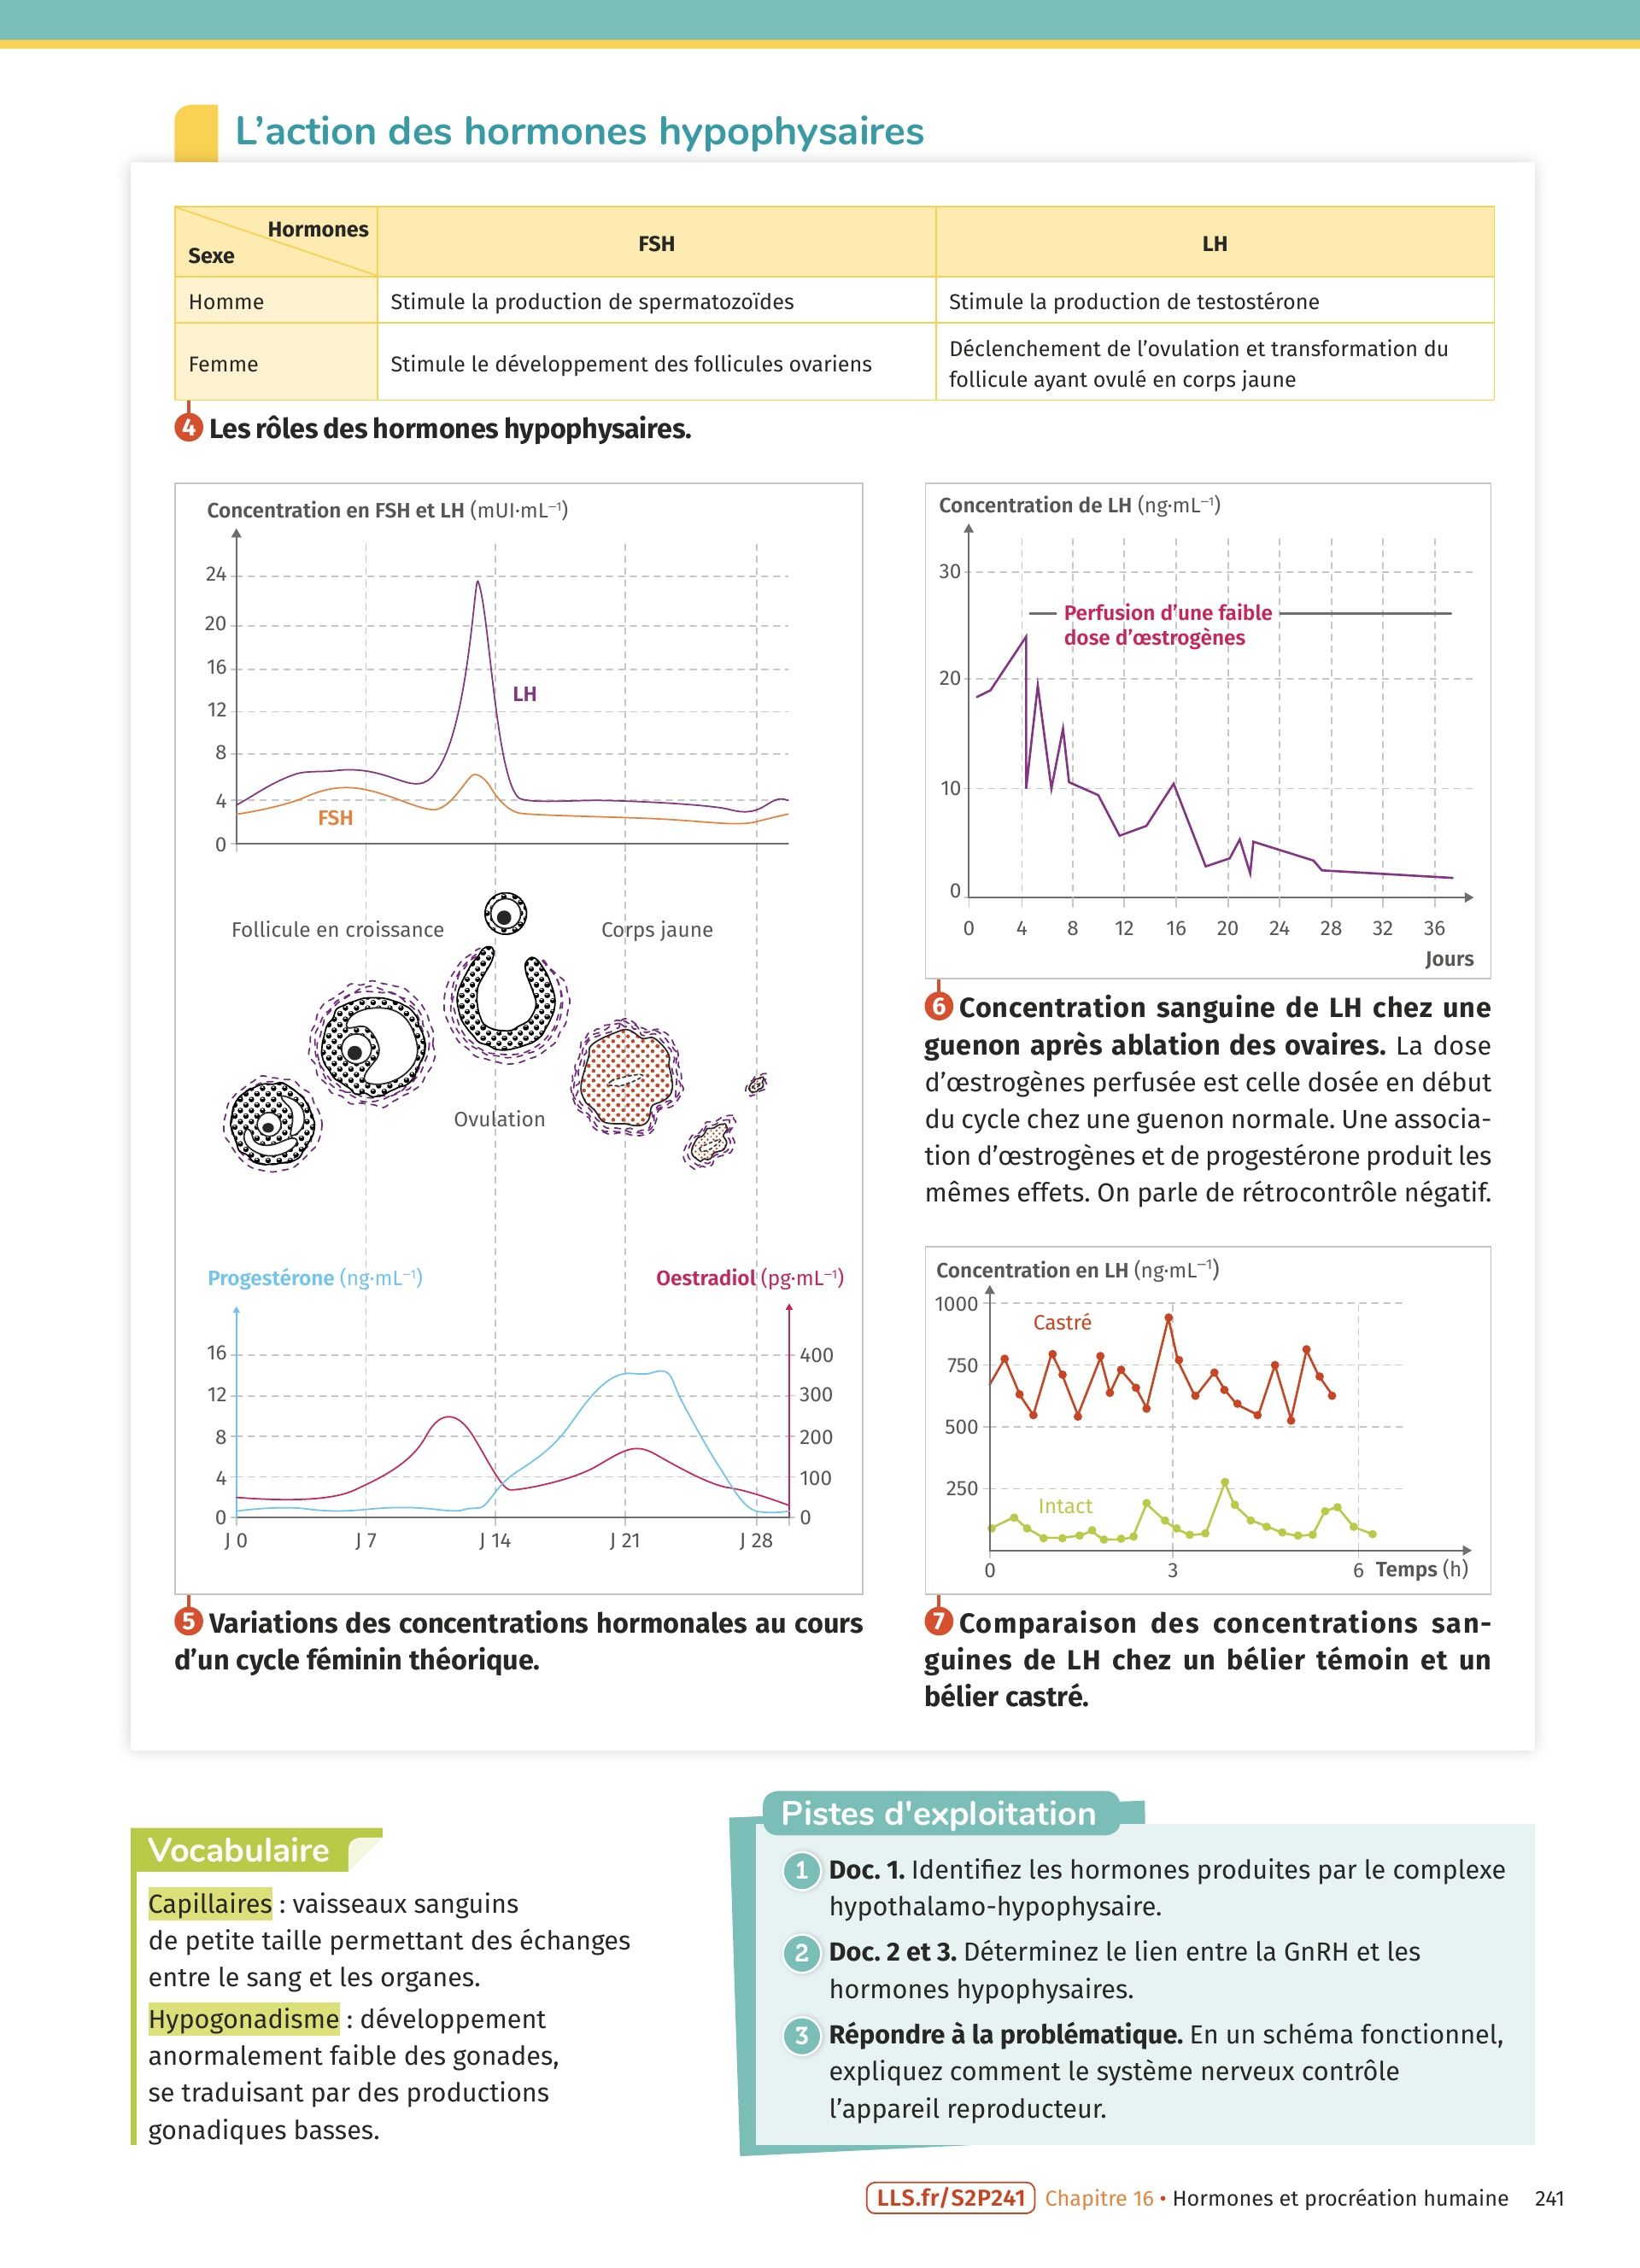 L'action des hormones hypophysaires
Hormones
Sexe
FSH
LH
Homme
Stimule la production de spermatozoïdes
Stimule la production de testostérone
Femme
Stimule le développement des follicules ovariens
Déclenchement de l'ovulation et transformation du
follicule ayant ovulé en corps jaune
4 Les rôles des hormones hypophysaires.
Concentration en FSH et LH (mUI·mL⁻¹)
24
20
16
12
8
4
0
LH
FSH
Follicule en croissance
Corps jaune
Ovulation
Progestérone (ng·mL⁻¹)
Oestradiol (pg·mL⁻¹)
16
12
8
4
0
400
300
200
100
0
J 0
J 7
J 14
J 21
J 28
5 Variations des concentrations hormonales au cours
d'un cycle féminin théorique.
Concentration de LH (ng·mL⁻¹)
30
20
10
0
Perfusion d'une faible
dose d'œstrogènes
0 4 8 12 16 20 24 28 32 36
Jours
6 Concentration sanguine de LH chez une
guenon après ablation des ovaires. La dose
d'œstrogènes perfusée est celle dosée en début
du cycle chez une guenon normale. Une associa-
tion d'œstrogènes et de progestérone produit les
mêmes effets. On parle de rétrocontrôle négatif.
Concentration en LH (ng·mL⁻¹)
1000
750
500
250
Castré
Intact
0 3 6 Temps (h)
7 Comparaison des concentrations san-
guines de LH chez un bélier témoin et un
bélier castré.
Vocabulaire
Capillaires : vaisseaux sanguins
de petite taille permettant des échanges
entre le sang et les organes.
Hypogonadisme : développement
anormalement faible des gonades,
se traduisant par des productions
gonadiques basses.
Pistes d'exploitation
1 Doc. 1. Identifiez les hormones produites par le complexe
hypothalamo-hypophysaire.
2 Doc. 2 et 3. Déterminez le lien entre la GnRH et les
hormones hypophysaires.
3 Répondre à la problématique. En un schéma fonctionnel,
expliquez comment le système nerveux contrôle
l'appareil reproducteur.
LLS.fr/S2P241 Chapitre 16 • Hormones et procréation humaine 241